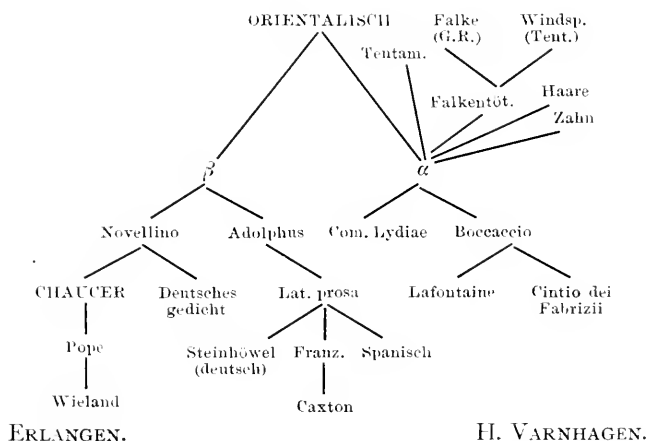 ORIENTALISCH
Falke
(G.R.)
Windsp.
(Tent.)
Tentam.
Falkentöt.
Haare
Zahn
β
α
Novellino
Adolphus
Com. Lydiae
Boccaccio
CHAUCER
Deutsches
gedicht
Lat. prosa
Lafontaine
Cintio dei
Fabrizii
Pope
Steinhöwel
(deutsch)
Franz.
Spanisch
Wieland
Caxton
ERLANGEN.
H. VARNHAGEN.